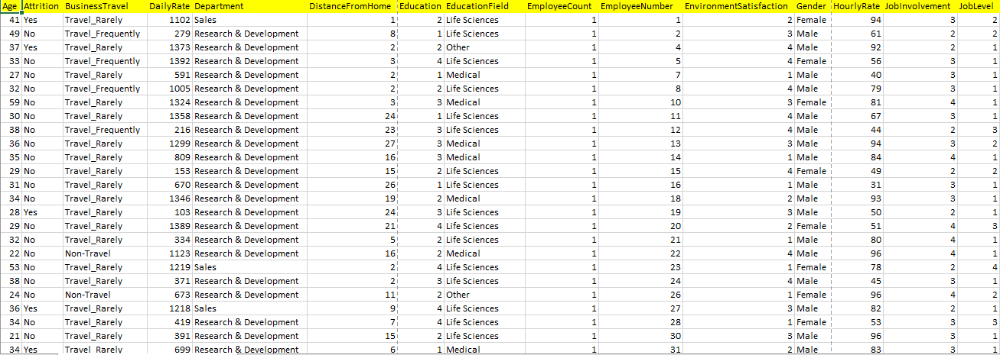 Age Attrition BusinessTravel DailyRate Department DistanceFromHome Education EducationField EmployeeCount EmployeeNumber EnvironmentSatisfaction Gender HourlyRate JobInvolvement JobLevel
41 Yes Travel_Rarely 1102 Sales 1 2 Life Sciences 1 1 2 Female 94 3 2
49 No Travel_Frequently 279 Research & Development 8 1 Life Sciences 1 2 3 Male 61 2 2
37 Yes Travel_Rarely 1373 Research & Development 2 2 Other 1 4 4 Male 92 2 1
33 No Travel_Frequently 1392 Research & Development 3 4 Life Sciences 1 5 4 Female 56 3 1
27 No Travel_Rarely 591 Research & Development 2 1 Medical 1 7 1 Male 40 3 1
32 No Travel_Frequently 1005 Research & Development 2 2 Life Sciences 1 8 4 Male 79 3 1
59 No Travel_Rarely 1324 Research & Development 3 3 Medical 1 10 3 Female 81 4 1
30 No Travel_Rarely 1358 Research & Development 24 1 Life Sciences 1 11 4 Male 67 3 1
38 No Travel_Frequently 216 Research & Development 23 3 Life Sciences 1 12 4 Male 44 2 3
36 No Travel_Rarely 1299 Research & Development 27 3 Medical 1 13 3 Male 94 3 2
35 No Travel_Rarely 809 Research & Development 16 3 Medical 1 14 1 Male 84 4 1
29 No Travel_Rarely 153 Research & Development 15 2 Life Sciences 1 15 4 Female 49 2 2
31 No Travel_Rarely 670 Research & Development 26 1 Life Sciences 1 16 1 Male 31 3 1
34 No Travel_Rarely 1346 Research & Development 19 2 Medical 1 18 2 Male 93 3 1
28 Yes Travel_Rarely 103 Research & Development 24 3 Life Sciences 1 19 3 Male 50 2 1
29 No Travel_Rarely 1389 Research & Development 21 4 Life Sciences 1 20 2 Female 51 4 3
32 No Travel_Rarely 334 Research & Development 5 2 Life Sciences 1 21 1 Male 80 4 1
22 No Non-Travel 1123 Research & Development 16 2 Medical 1 22 4 Male 96 4 1
53 No Travel_Rarely 1219 Sales 2 4 Life Sciences 1 23 1 Female 78 2 4
38 No Travel_Rarely 371 Research & Development 2 3 Life Sciences 1 24 4 Male 45 3 1
24 No Non-Travel 673 Research & Development 11 2 Other 1 26 1 Female 96 4 2
36 Yes Travel_Rarely 1218 Sales 9 4 Life Sciences 1 27 3 Male 82 2 1
34 No Travel_Rarely 419 Research & Development 7 4 Life Sciences 1 28 1 Female 53 3 3
21 No Travel_Rarely 391 Research & Development 15 2 Life Sciences 1 30 3 Male 96 3 1
34 Yes Travel_Rarely 699 Research & Development 6 1 Medical 1 31 2 Male 83 3 1